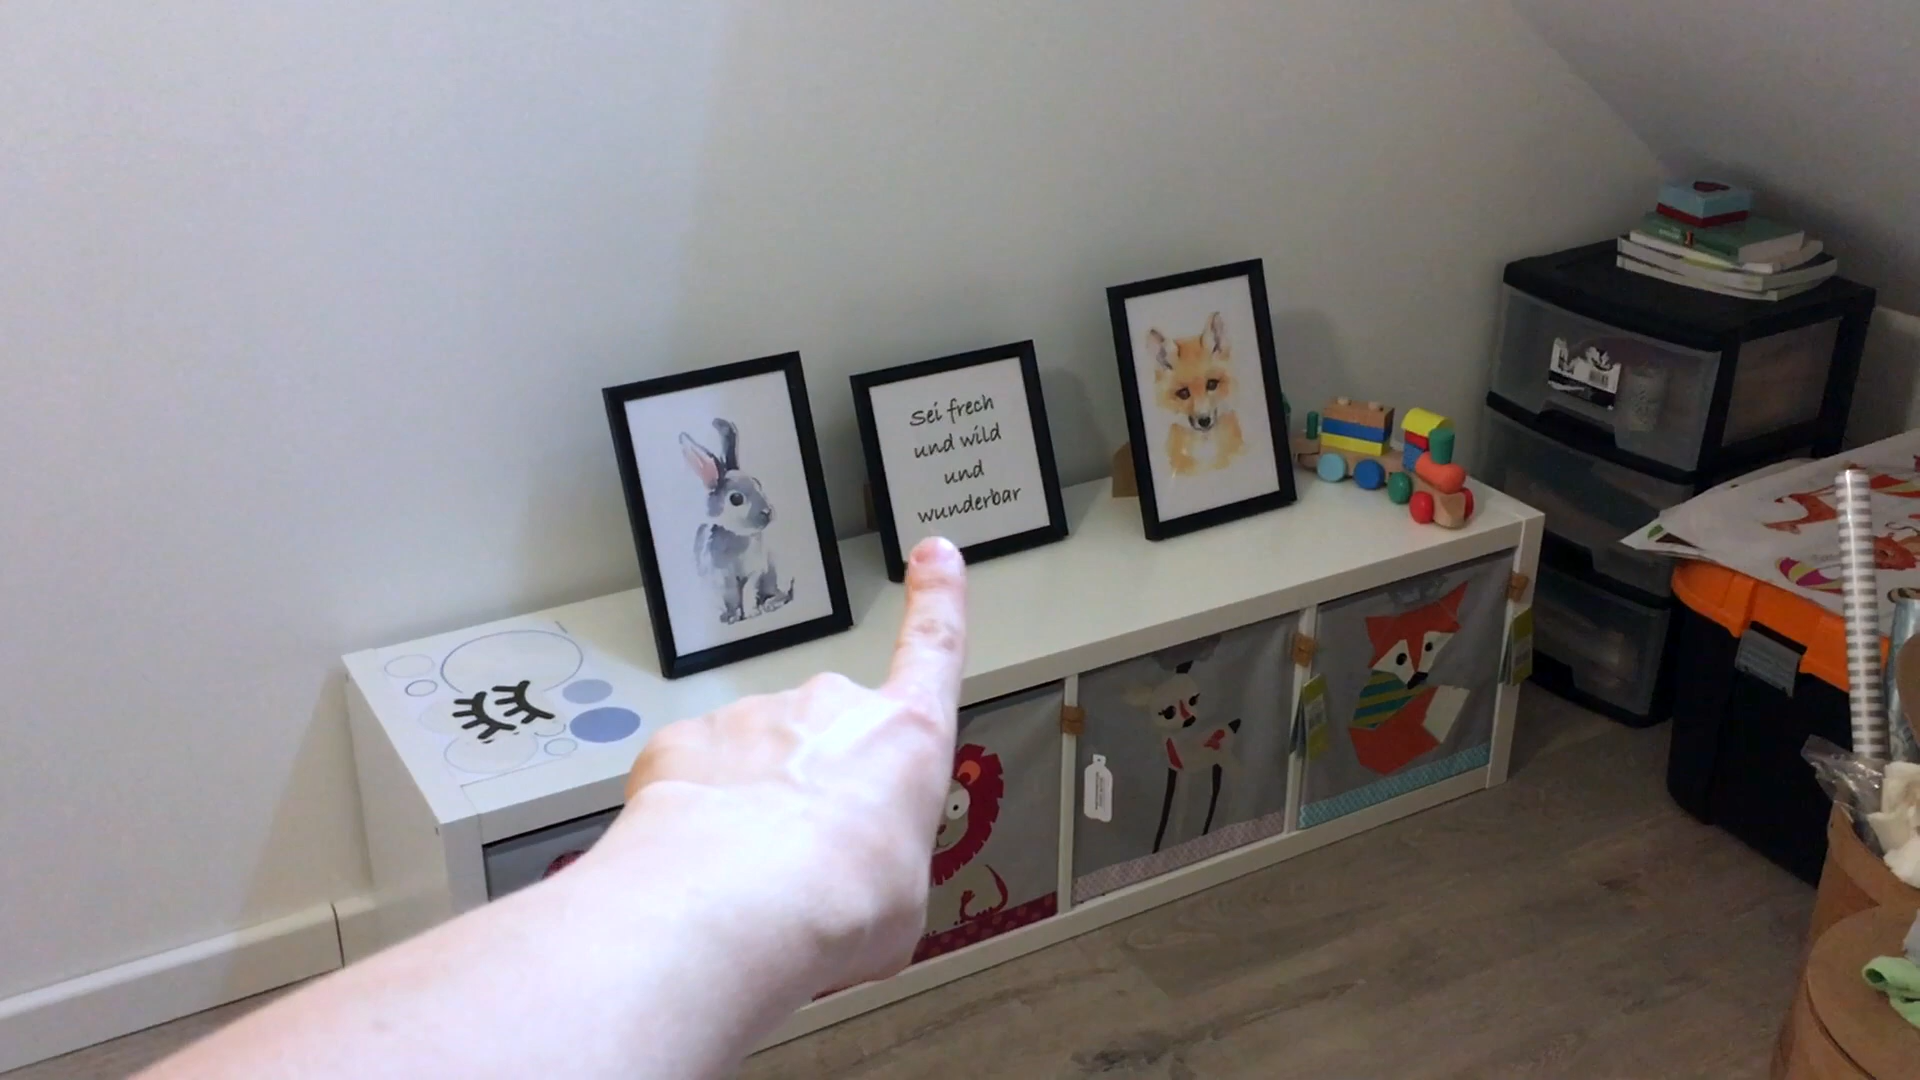 Sei frech
und wild
und
wunderbar